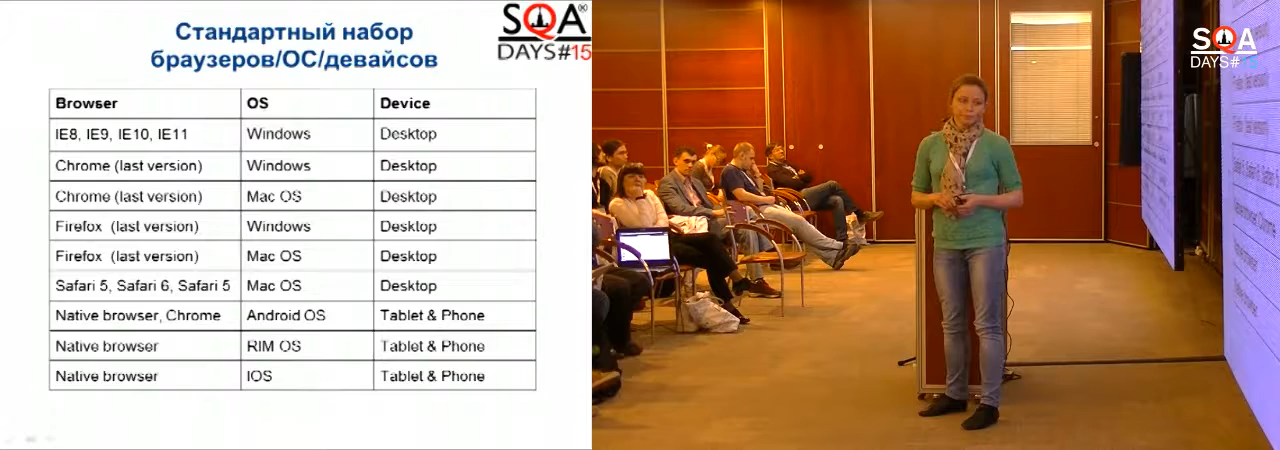 Стандартный набор
браузеров/ОС/девайсов
SQA®
DAYS#15
Browser OS Device
IE8, IE9, IE10, IE11 Windows Desktop
Chrome (last version) Windows Desktop
Chrome (last version) Mac OS Desktop
Firefox (last version) Windows Desktop
Firefox (last version) Mac OS Desktop
Safari 5, Safari 6, Safari 5 Mac OS Desktop
Native browser, Chrome Android OS Tablet & Phone
Native browser RIM OS Tablet & Phone
Native browser IOS Tablet & Phone
SQA
DAYS#15